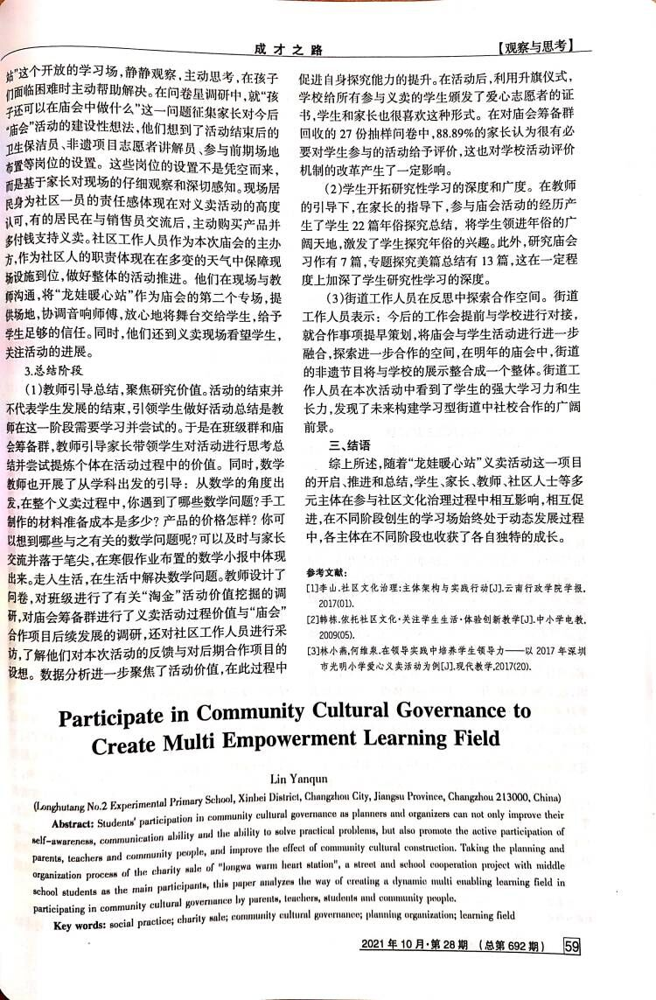 成才之路
【观察与思考】
站”这个开放的学习场,静静观察,主动思考,在孩子
们面临困难时主动帮助解决。在问卷星调研中,就“孩
子还可以在庙会中做什么”这一问题征集家长对今后
“庙会”活动的建设性想法,他们想到了活动结束后的
卫生保洁员、非遗项目志愿者讲解员、参与前期场地
布置等岗位的设置。这些岗位的设置不是凭空而来,
而是基于家长对现场的仔细观察和深切感知。现场居
民身为社区一员的责任感体现在对义卖活动的高度
认可,有的居民在与销售员交流后,主动购买产品并
多付钱支持义卖。社区工作人员作为本次庙会的主办
方,作为社区人的职责体现在在多变的天气中保障现
场设施到位,做好整体的活动推进。他们在现场与教
师沟通,将“龙娃暖心站”作为庙会的第二个专场,提
供场地,协调音响师傅,放心地将舞台交给学生,给予
学生足够的信任。同时,他们还到义卖现场看望学生,
关注活动的进展。
3.总结阶段
(1)教师引导总结,聚焦研究价值。活动的结束并
不代表学生发展的结束,引领学生做好活动总结是教
师在这一阶段需要学习并尝试的。于是在班级群和庙
会筹备群,教师引导家长带领学生对活动进行思考总
结并尝试提炼个体在活动过程中的价值。同时,数学
教师也开展了从学科出发的引导：从数学的角度出
发,在整个义卖过程中,你遇到了哪些数学问题?手工
制作的材料准备成本是多少?产品的价格怎样?你可
以想到哪些与之有关的数学问题呢?可以及时与家长
交流并落于笔尖,在寒假作业布置的数学小报中体现
出来。走人生活,在生活中解决数学问题。教师设计了
问卷,对班级进行了有关“淘金”活动价值挖掘的调
研,对庙会筹备群进行了义卖活动过程价值与“庙会”
合作项目后续发展的调研,还对社区工作人员进行采
访,了解他们对本次活动的反馈与对后期合作项目的
设想。数据分析进一步聚焦了活动价值,在此过程中
促进自身探究能力的提升。在活动后,利用升旗仪式,
学校给所有参与义卖的学生颁发了爱心志愿者的证
书,学生和家长也很喜欢这种形式。在对庙会筹备群
回收的 27 份抽样问卷中,88.89%的家长认为很有必
要对学生参与的活动给予评价,这也对学校活动评价
机制的改革产生了一定影响。
(2)学生开拓研究性学习的深度和广度。在教师
的引导下,在家长的指导下,参与庙会活动的经历产
生了学生 22 篇年俗探究总结，将学生领进年俗的广
阔天地,激发了学生探究年俗的兴趣。此外,研究庙会
习作有 7 篇,专题探究美篇总结有 13 篇,这在一定程
度上加深了学生研究性学习的深度。
(3)街道工作人员在反思中探索合作空间。街道
工作人员表示：今后的工作会提前与学校进行对接,
就合作事项提早策划,将庙会与学生活动进行进一步
融合,探索进一步合作的空间,在明年的庙会中,街道
的非遗节目将与学校的展示整合成一个整体。街道工
作人员在本次活动中看到了学生的强大学习力和生
长力,发现了未来构建学习型街道中社校合作的广阔
前景。
三、结语
综上所述,随着“龙娃暖心站”义卖活动这一项目
的开启、推进和总结,学生、家长、教师、社区人士等多
元主体在参与社区文化治理过程中相互影响,相互促
进,在不同阶段创生的学习场始终处于动态发展过程
中,各主体在不同阶段也收获了各自独特的成长。
参考文献：
[1]李山.社区文化治理:主体架构与实践行动[J].云南行政学院学报,
2017(01).
[2]韩栋.依托社区文化·关注学生生活·体验创新教学[J].中小学电教,
2009(05).
[3]林小燕,何维泉.在领导实践中培养学生领导力——以 2017 年深圳
市光明小学爱心义卖活动为例[J].现代教学,2017(20).
Participate in Community Cultural Governance to
Create Multi Empowerment Learning Field
Lin Yanqun
(Longhutang No.2 Experimental Primary School, Xinbei District, Changzhou City, Jiangsu Province, Changzhou 213000, China)
Abstract: Students' participation in community cultural governance as planners and organizers can not only improve their
self-awareness, communication ability and the ability to solve practical problems, but also promote the active participation of
parents, teachers and community people, and improve the effect of community cultural construction. Taking the planning and
organization process of the charity sale of "longwa warm heart station", a street and school cooperation project with middle
school students as the main participants, this paper analyzes the way of creating a dynamic multi enabling learning field in
participating in community cultural governance by parents, teachers, students and community people.
Key words: social practice; charity sale; community cultural governance; planning organization; learning field
2021 年 10 月·第 28 期 (总第 692 期) 59